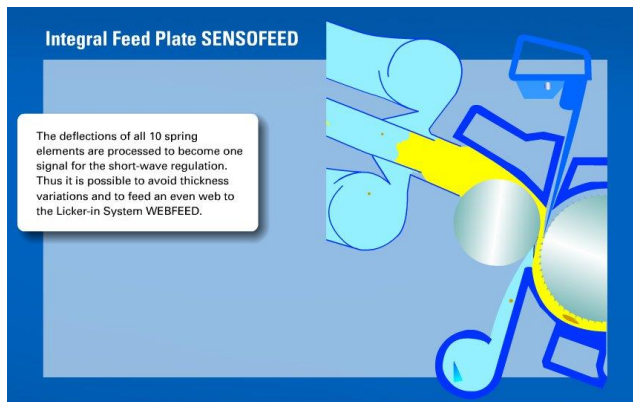 Integral Feed Plate SENSOFEED
The deflections of all 10 spring
elements are processed to become one
signal for the short-wave regulation.
Thus it is possible to avoid thickness
variations and to feed an even web to
the Licker-in System WEBFEED.